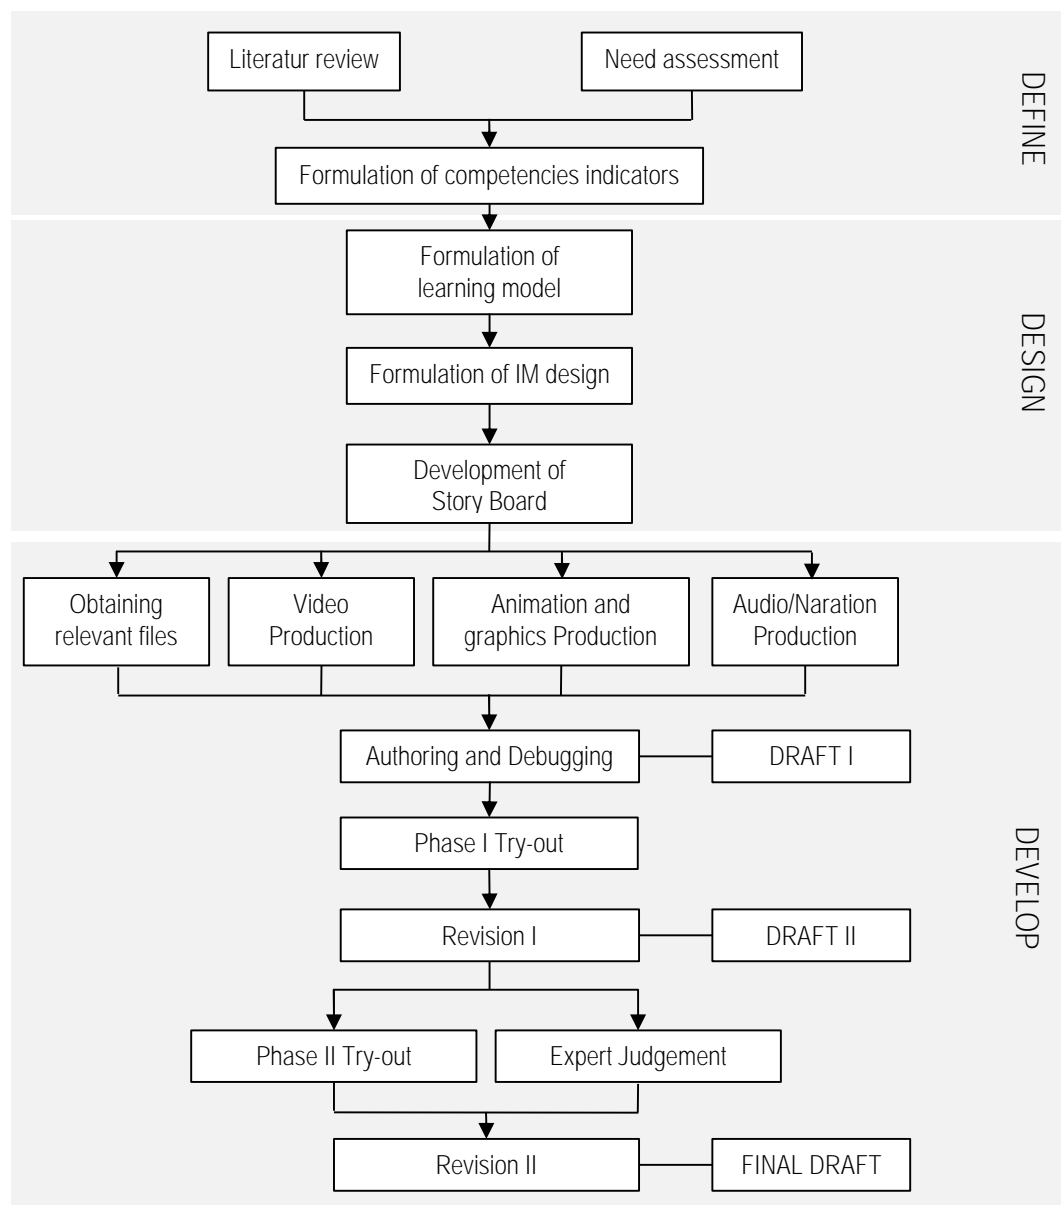 Literatur review
Need assessment
DEFINE
Formulation of competencies indicators
Formulation of
learning model
DESIGN
Formulation of IM design
Development of
Story Board
Obtaining
relevant files
Video
Production
Animation and
graphics Production
Audio/Naration
Production
Authoring and Debugging
DRAFT I
Phase I Try-out
DEVELOP
Revision I
DRAFT II
Phase II Try-out
Expert Judgement
Revision II
FINAL DRAFT